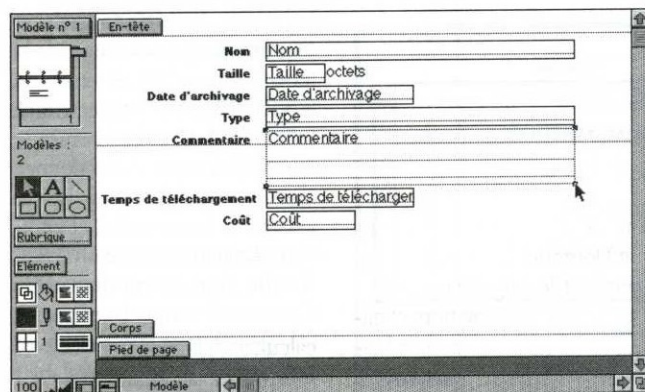 Modèle n° 1
En-tête
Nom Nom
Taille Taille octets
Date d'archivage Date d'archivage
Type Type
Commentaire Commentaire
1
Modèles :
2
A
Temps de téléchargement Temps de télécharger
Coût Coût
Rubrique
Elément
1
Corps
Pied de page
100 Modèle